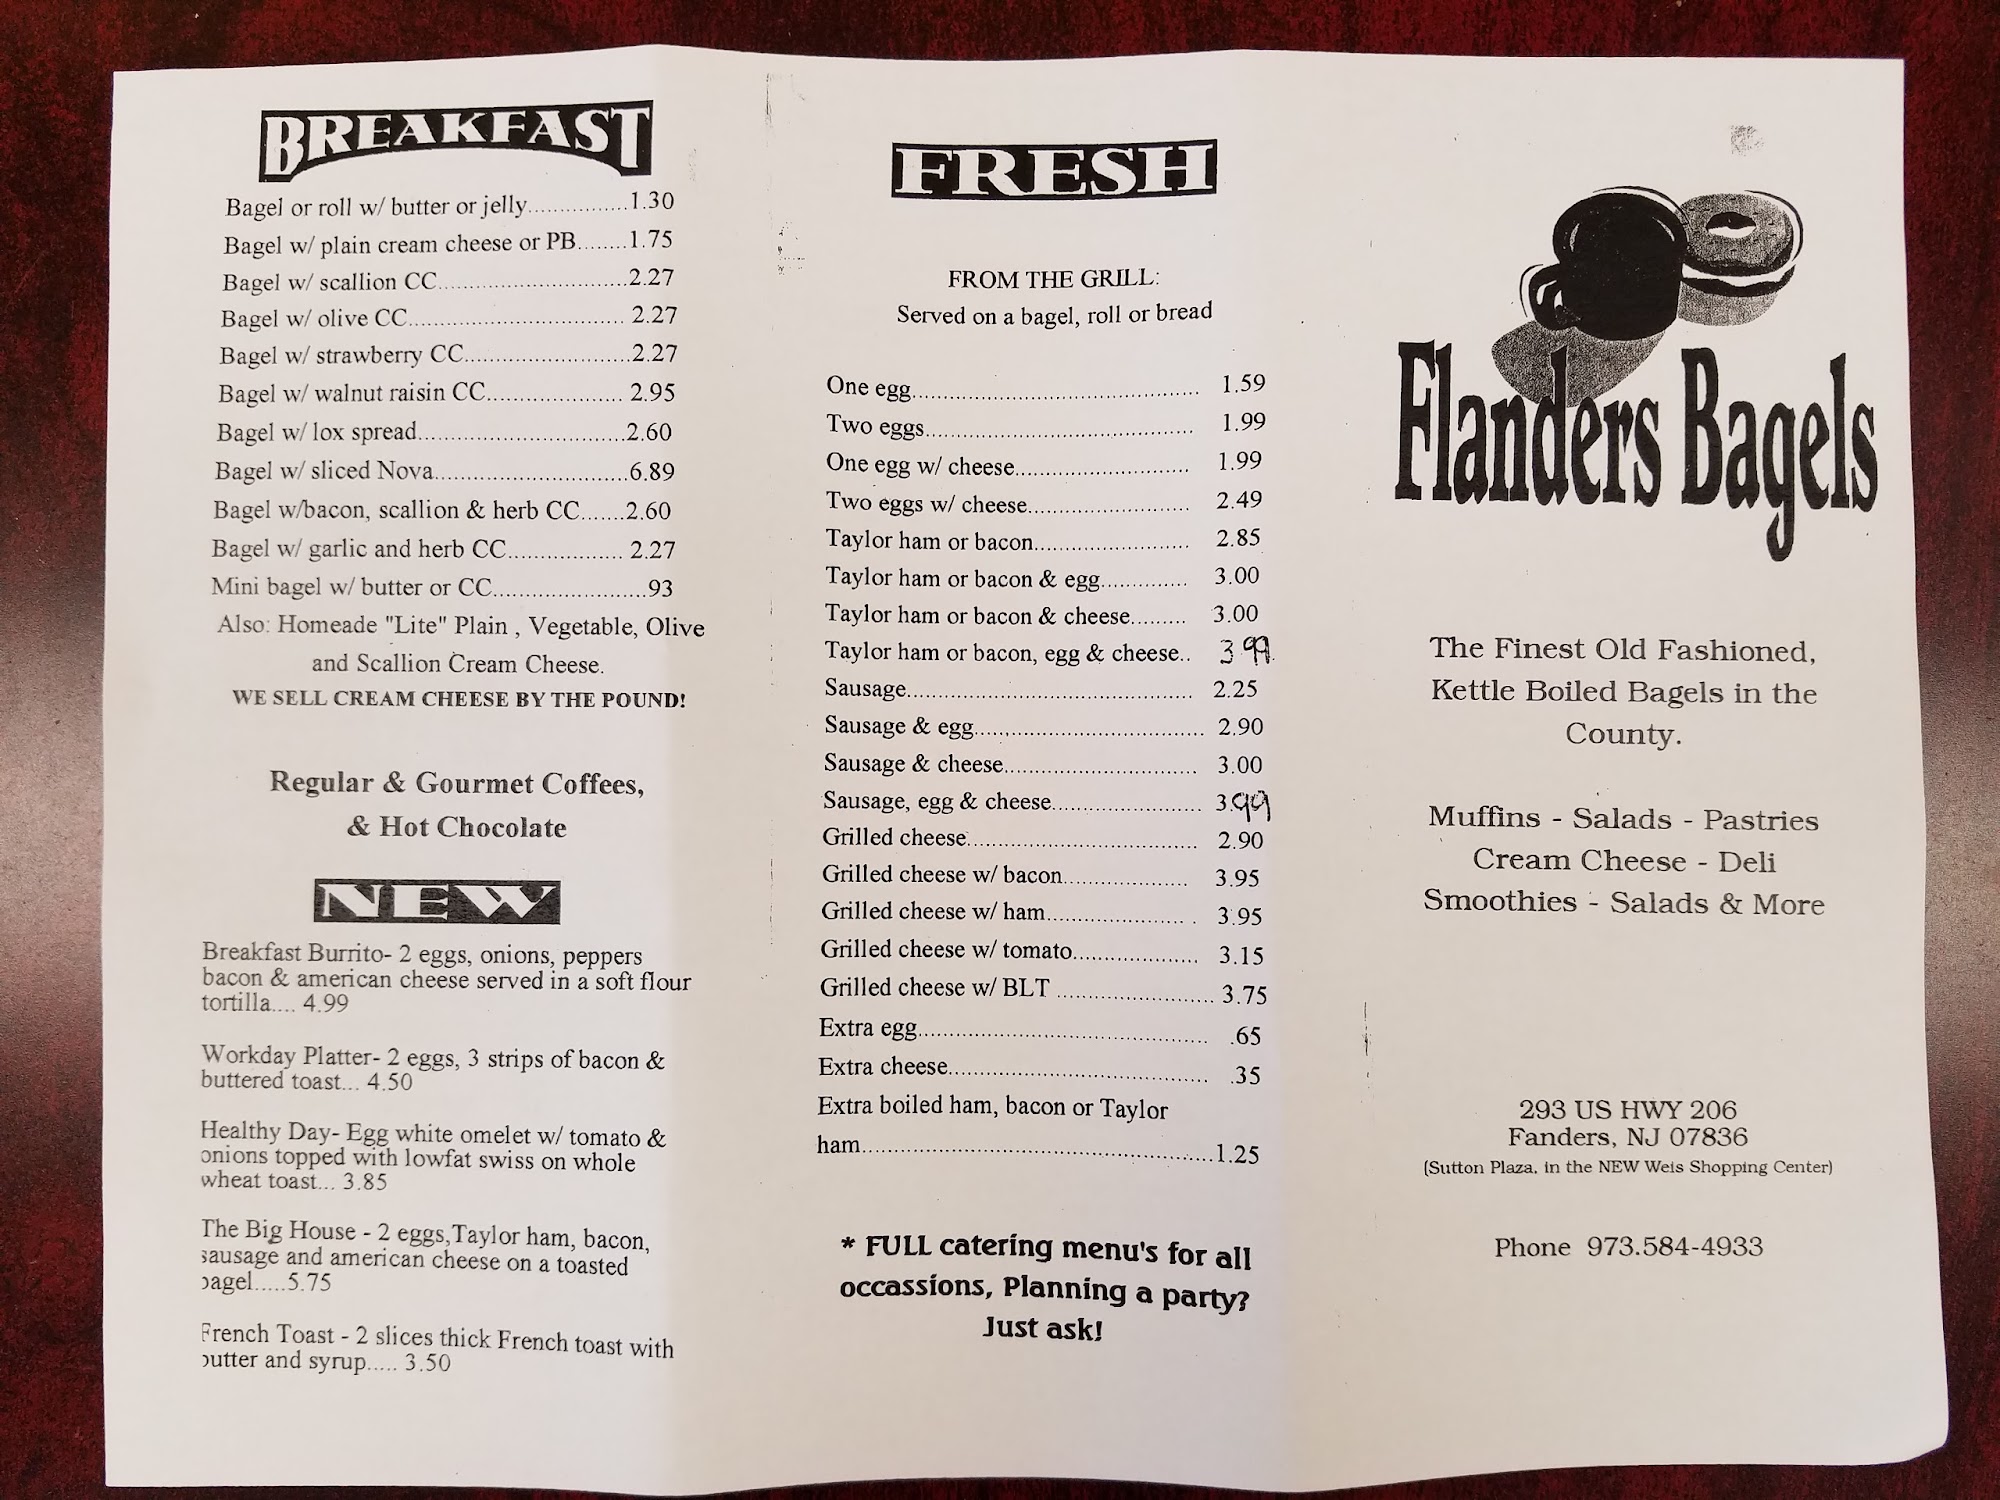 BREAKFAST
Bagel or roll w/ butter or jelly................1.30
Bagel w/ plain cream cheese or PB........1.75
Bagel w/ scallion CC..............................2.27
Bagel w/ olive CC.................................. 2.27
Bagel w/ strawberry CC..........................2.27
Bagel w/ walnut raisin CC...................... 2.95
Bagel w/ lox spread.................................2.60
Bagel w/ sliced Nova...............................6.89
Bagel w/bacon, scallion & herb CC.......2.60
Bagel w/ garlic and herb CC.................. 2.27
Mini bagel w/ butter or CC........................93
Also: Homeade "Lite" Plain , Vegetable, Olive
and Scallion Cream Cheese.
WE SELL CREAM CHEESE BY THE POUND!
Regular & Gourmet Coffees,
& Hot Chocolate
NEW
Breakfast Burrito- 2 eggs, onions, peppers
bacon & american cheese served in a soft flour
tortilla.... 4.99
Workday Platter- 2 eggs, 3 strips of bacon &
buttered toast... 4.50
Healthy Day- Egg white omelet w/ tomato &
onions topped with lowfat swiss on whole
wheat toast... 3.85
The Big House - 2 eggs,Taylor ham, bacon,
sausage and american cheese on a toasted
bagel.....5.75
French Toast - 2 slices thick French toast with
butter and syrup..... 3.50
FRESH
FROM THE GRILL:
Served on a bagel, roll or bread
One egg.............................................. 1.59
Two eggs........................................... 1.99
One egg w/ cheese............................ 1.99
Two eggs w/ cheese.......................... 2.49
Taylor ham or bacon......................... 2.85
Taylor ham or bacon & egg.............. 3.00
Taylor ham or bacon & cheese......... 3.00
Taylor ham or bacon, egg & cheese.. 3 99
Sausage.............................................. 2.25
Sausage & egg..................................... 2.90
Sausage & cheese............................... 3.00
Sausage, egg & cheese........................ 3.99
Grilled cheese..................................... 2.90
Grilled cheese w/ bacon.................... 3.95
Grilled cheese w/ ham....................... . 3.95
Grilled cheese w/ tomato.................... 3.15
Grilled cheese w/ BLT ......................... 3.75
Extra egg.............................................. .65
Extra cheese.......................................... .35
Extra boiled ham, bacon or Taylor
ham.........................................................1.25
* FULL catering menu's for all
occassions, Planning a party?
Just ask!
Flanders Bagels
The Finest Old Fashioned,
Kettle Boiled Bagels in the
County.
Muffins - Salads - Pastries
Cream Cheese - Deli
Smoothies - Salads & More
293 US HWY 206
Fanders, NJ 07836
(Sutton Plaza, in the NEW Weis Shopping Center)
Phone 973.584-4933